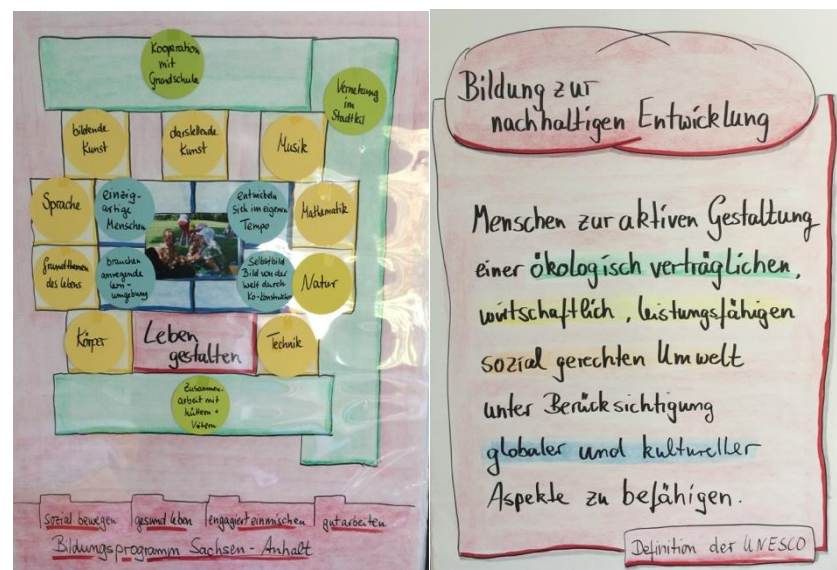 Kooperation
mit
Grundschule
Vernetzung
im
Stadtteil
bildende
Kunst
darstellende
Kunst
Musik
Sprache
einzig-
artige
Menschen
entwickeln
sich im eigenen
Tempo
Mathematik
Grundthemen
des Lebens
brauchen
anregende
Lern-
umgebung
Selbstbild
Bild von der
Welt durch
Ko-konstruktion
Natur
Körper
Leben
gestalten
Technik
Zusammen-
arbeit mit
Müttern +
Vätern
sozial bewegen
gesund leben
engagiert einmischen
gut arbeiten
Bildungsprogramm Sachsen-Anhalt
Bildung zur
nachhaltigen Entwicklung
Menschen zur aktiven Gestaltung
einer ökologisch verträglichen,
wirtschaftlich, leistungsfähigen
sozial gerechten Umwelt
unter Berücksichtigung
globaler und kultureller
Aspekte zu befähigen.
Definition der UNESCO